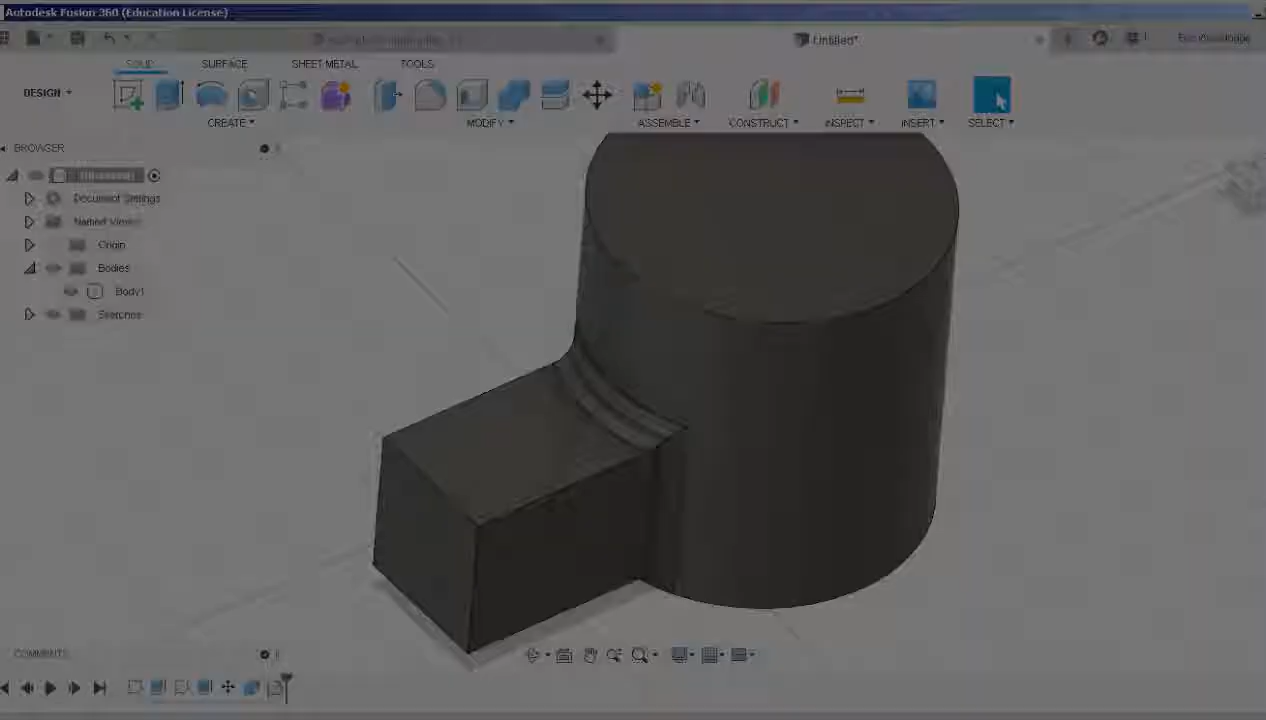 Autodesk Fusion 360 (Education License)
Untitled*
SOLID SURFACE SHEET METAL TOOLS
DESIGN
CREATE MODIFY ASSEMBLE CONSTRUCT INSPECT INSERT SELECT
BROWSER
Document Settings
Named Views
Origin
Bodies
Body1
Sketches
COMMENTS